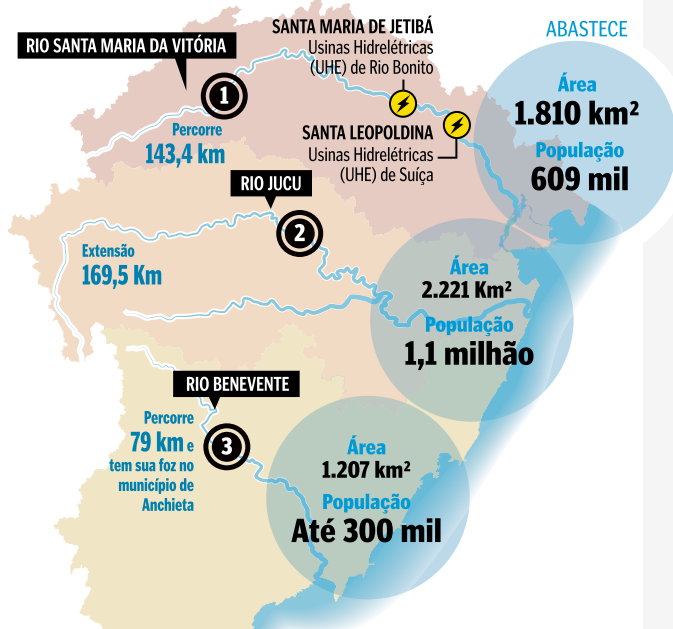 SANTA MARIA DE JETIBÁ
Usinas Hidrelétricas
(UHE) de Rio Bonito
ABASTECE
RIO SANTA MARIA DA VITÓRIA
1
Percorre
143,4 km
SANTA LEOPOLDINA
Usinas Hidrelétricas
(UHE) de Suíça
Área
1.810 km²
População
609 mil
RIO JUCU
2
Extensão
169,5 Km
Área
2.221 Km²
População
1,1 milhão
RIO BENEVENTE
3
Percorre
79 km e
tem sua foz no
município de
Anchieta
Área
1.207 km²
População
Até 300 mil